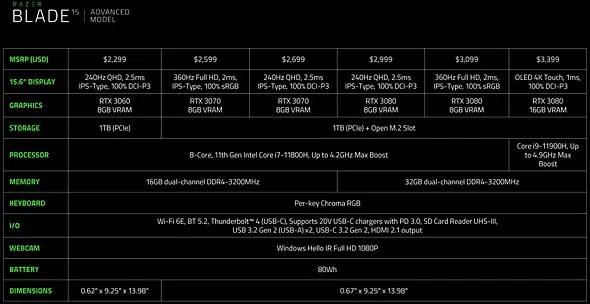 RAZER
BLADE 15 | ADVANCED MODEL
MSRP (USD) $2,299 $2,599 $2,699 $2,999 $3,099 $3,399
15.6" DISPLAY 240Hz QHD, 2.5ms IPS-Type, 100% DCI-P3 360Hz Full HD, 2ms, IPS-Type, 100% sRGB 240Hz QHD, 2.5ms IPS-Type, 100% DCI-P3 240Hz QHD, 2.5ms IPS-Type, 100% DCI-P3 360Hz Full HD, 2ms, IPS-Type, 100% sRGB OLED 4K Touch, 1ms, 100% DCI-P3
GRAPHICS RTX 3060 8GB VRAM RTX 3070 8GB VRAM RTX 3070 8GB VRAM RTX 3080 8GB VRAM RTX 3080 8GB VRAM RTX 3080 16GB VRAM
STORAGE 1TB (PCIe) 1TB (PCIe) + Open M.2 Slot
PROCESSOR 8-Core, 11th Gen Intel Core i7-11800H, Up to 4.2GHz Max Boost Core i9-11900H, Up to 4.9GHz Max Boost
MEMORY 16GB dual-channel DDR4-3200MHz 32GB dual-channel DDR4-3200MHz
KEYBOARD Per-key Chroma RGB
I/O Wi-Fi 6E, BT 5.2, Thunderbolt™ 4 (USB-C), Supports 20V USB-C chargers with PD 3.0, SD Card Reader UHS-III, USB 3.2 Gen 2 (USB-A) x2, USB-C 3.2 Gen 2, HDMI 2.1 output
WEBCAM Windows Hello IR Full HD 1080P
BATTERY 80Wh
DIMENSIONS 0.62" x 9.25" x 13.98" 0.67" x 9.25" x 13.98"